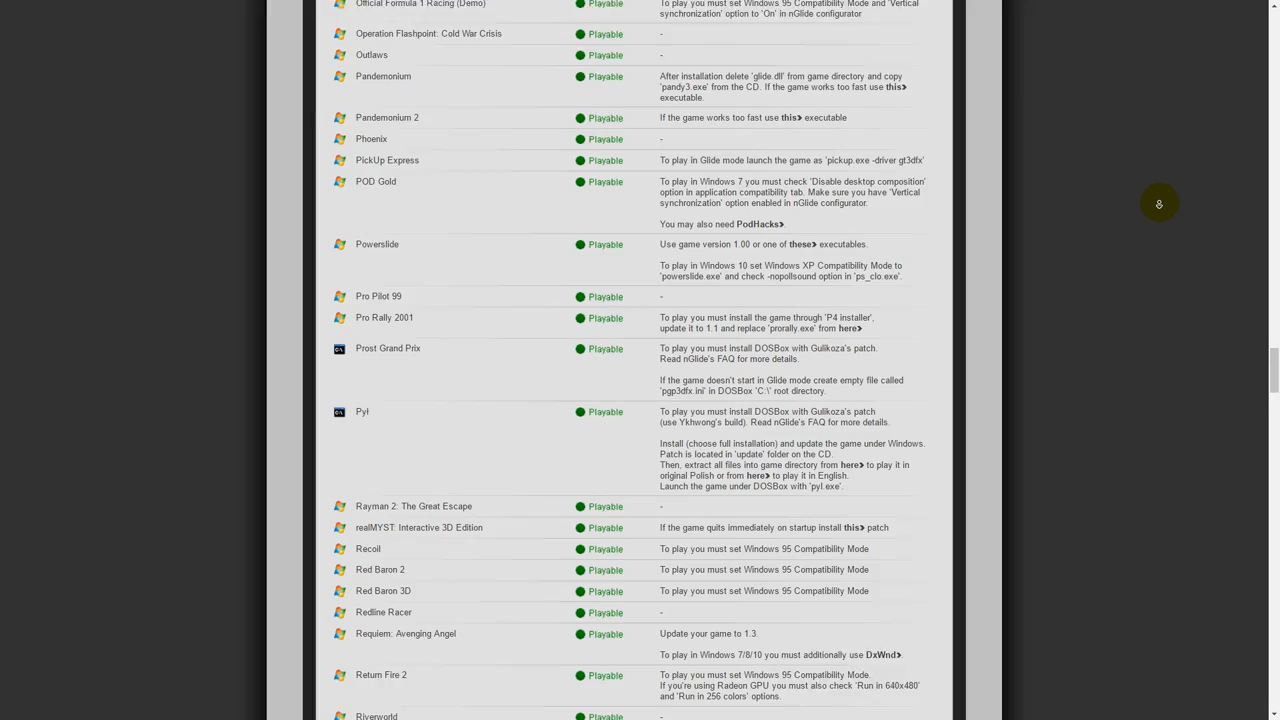 Official Formula 1 Racing (Demo) Playable To play you must set Windows 95 Compatibility Mode and 'Vertical
synchronization' option to 'On' in nGlide configurator
Operation Flashpoint: Cold War Crisis Playable -
Outlaws Playable -
Pandemonium Playable After installation delete 'glide.dll' from game directory and copy
'pandy3.exe' from the CD. If the game works too fast use this
executable.
Pandemonium 2 Playable If the game works too fast use this executable
Phoenix Playable -
PickUp Express Playable To play in Glide mode launch the game as 'pickup.exe -driver gt3dfx'
POD Gold Playable To play in Windows 7 you must check 'Disable desktop composition'
option in application compatibility tab. Make sure you have 'Vertical
synchronization' option enabled in nGlide configurator.
You may also need PodHacks.
Powerslide Playable Use game version 1.00 or one of these executables.
To play in Windows 10 set Windows XP Compatibility Mode to
'powerslide.exe' and check -nopollsound option in 'ps_clo.exe'.
Pro Pilot 99 Playable -
Pro Rally 2001 Playable To play you must install the game through 'P4 installer',
update it to 1.1 and replace 'prorally.exe' from here
Prost Grand Prix Playable To play you must install DOSBox with Gulikoza's patch.
Read nGlide's FAQ for more details.
If the game doesn't start in Glide mode create empty file called
'pgp3dfx.ini' in DOSBox 'C:\' root directory.
Pył Playable To play you must install DOSBox with Gulikoza's patch
(use Ykhwong's build). Read nGlide's FAQ for more details.
Install (choose full installation) and update the game under Windows.
Patch is located in 'update' folder on the CD.
Then, extract all files into game directory from here to play it in
original Polish or from here to play it in English.
Launch the game under DOSBox with 'pyl.exe'.
Rayman 2: The Great Escape Playable -
realMYST: Interactive 3D Edition Playable If the game quits immediately on startup install this patch
Recoil Playable To play you must set Windows 95 Compatibility Mode
Red Baron 2 Playable To play you must set Windows 95 Compatibility Mode
Red Baron 3D Playable To play you must set Windows 95 Compatibility Mode
Redline Racer Playable -
Requiem: Avenging Angel Playable Update your game to 1.3.
To play in Windows 7/8/10 you must additionally use DxWnd.
Return Fire 2 Playable To play you must set Windows 95 Compatibility Mode.
If you're using Radeon GPU you must also check 'Run in 640x480'
and 'Run in 256 colors' options.
Riverworld Playable -